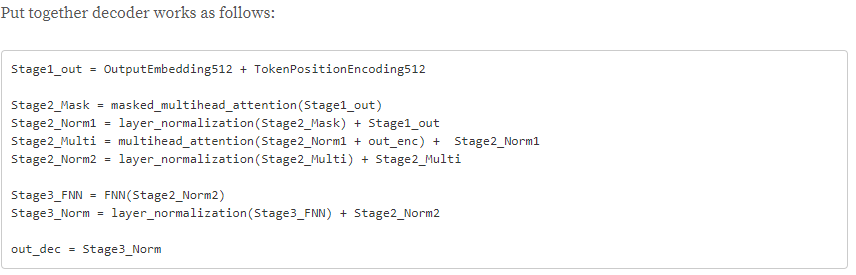 Put together decoder works as follows:
Stage1_out = OutputEmbedding512 + TokenPositionEncoding512
Stage2_Mask = masked_multihead_attention(Stage1_out)
Stage2_Norm1 = layer_normalization(Stage2_Mask) + Stage1_out
Stage2_Multi = multihead_attention(Stage2_Norm1 + out_enc) +  Stage2_Norm1
Stage2_Norm2 = layer_normalization(Stage2_Multi) + Stage2_Multi
Stage3_FNN = FNN(Stage2_Norm2)
Stage3_Norm = layer_normalization(Stage3_FNN) + Stage2_Norm2
out_dec = Stage3_Norm